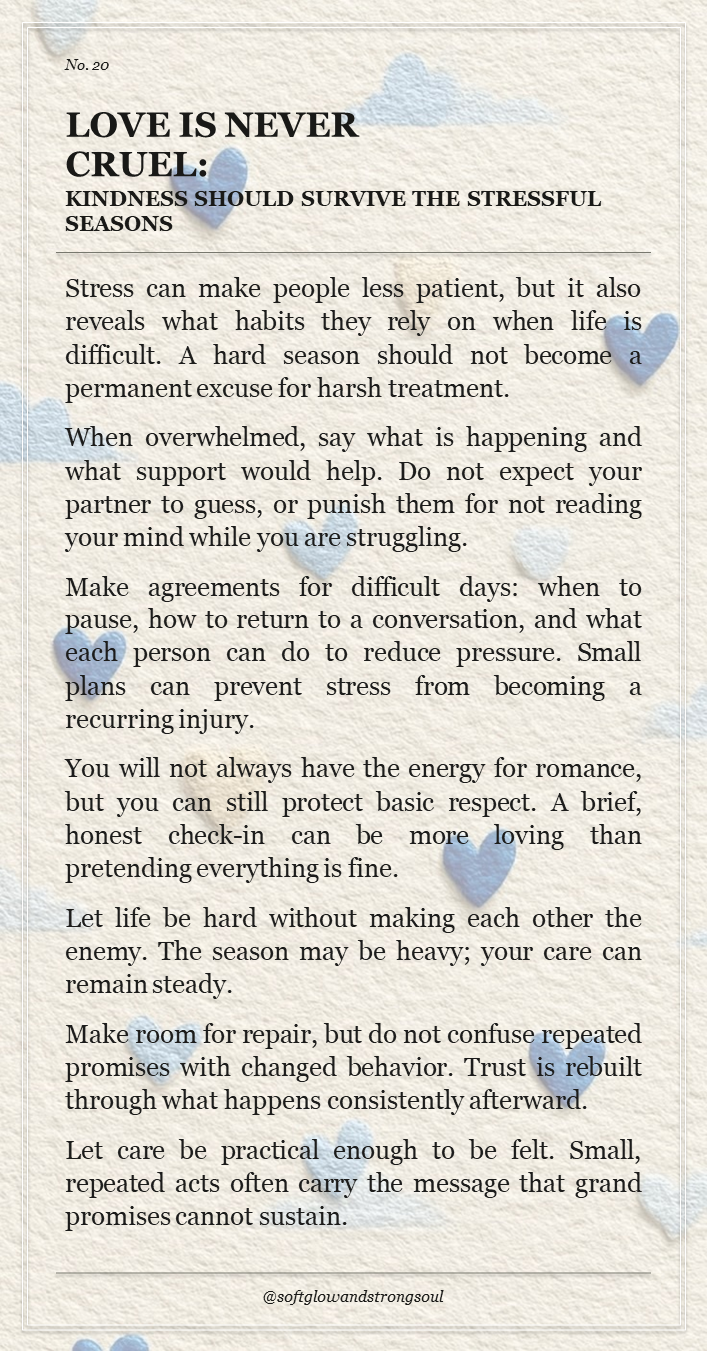 No. 20
LOVE IS NEVER
CRUEL:
KINDNESS SHOULD SURVIVE THE STRESSFUL
SEASONS
Stress can make people less patient, but it also
reveals what habits they rely on when life is
difficult. A hard season should not become a
permanent excuse for harsh treatment.
When overwhelmed, say what is happening and
what support would help. Do not expect your
partner to guess, or punish them for not reading
your mind while you are struggling.
Make agreements for difficult days: when to
pause, how to return to a conversation, and what
each person can do to reduce pressure. Small
plans can prevent stress from becoming a
recurring injury.
You will not always have the energy for romance,
but you can still protect basic respect. A brief,
honest check-in can be more loving than
pretending everything is fine.
Let life be hard without making each other the
enemy. The season may be heavy; your care can
remain steady.
Make room for repair, but do not confuse repeated
promises with changed behavior. Trust is rebuilt
through what happens consistently afterward.
Let care be practical enough to be felt. Small,
repeated acts often carry the message that grand
promises cannot sustain.
@softglowandstrongsoul